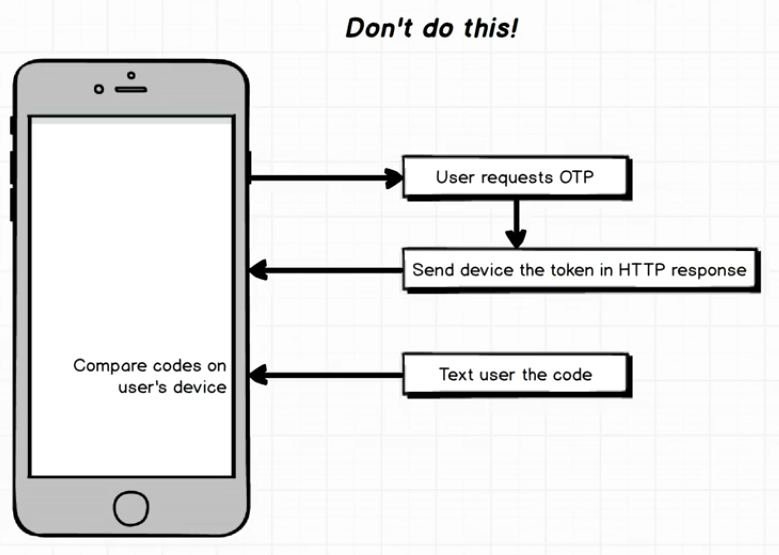 Don't do this!
User requests OTP
Send device the token in HTTP response
Compare codes on
user's device
Text user the code